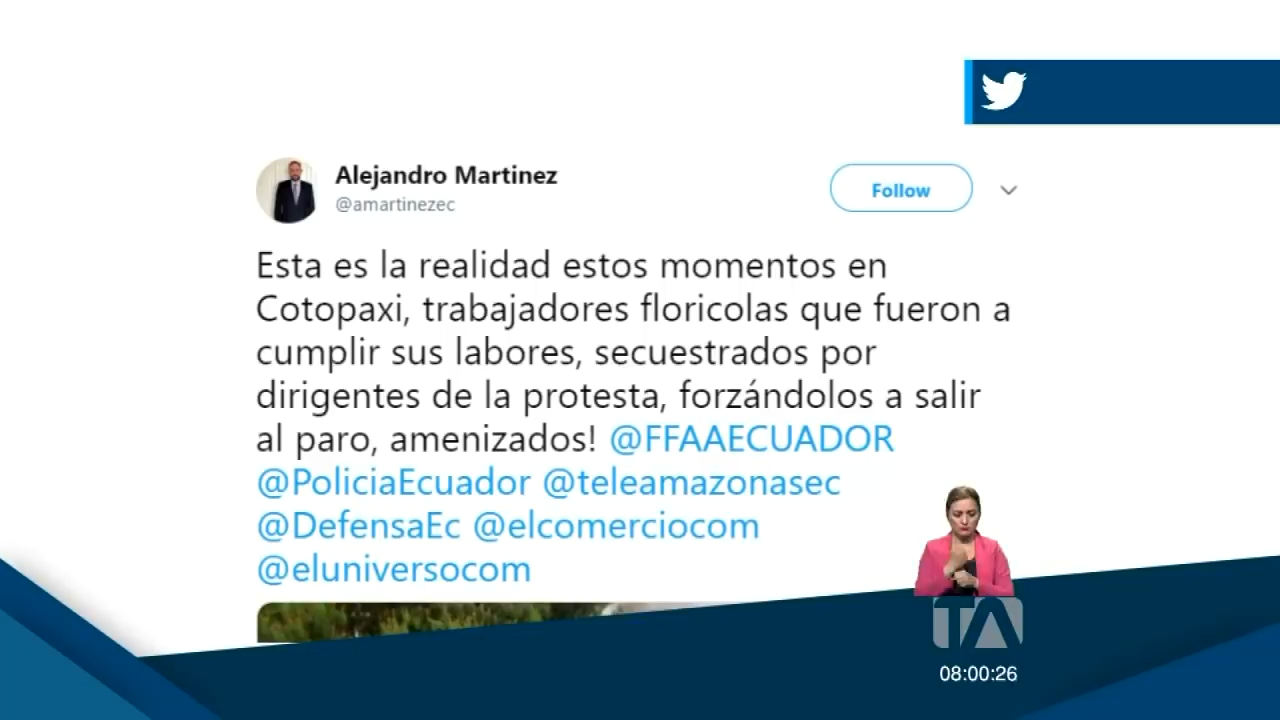 Alejandro Martinez
@amartinezec
Follow
Esta es la realidad estos momentos en
Cotopaxi, trabajadores floricolas que fueron a
cumplir sus labores, secuestrados por
dirigentes de la protesta, forzándolos a salir
al paro, amenizados! @FFAAECUADOR
@PoliciaEcuador @teleamazonasec
@DefensaEc @elcomerciocom
@eluniversocom
TA
08:00:26